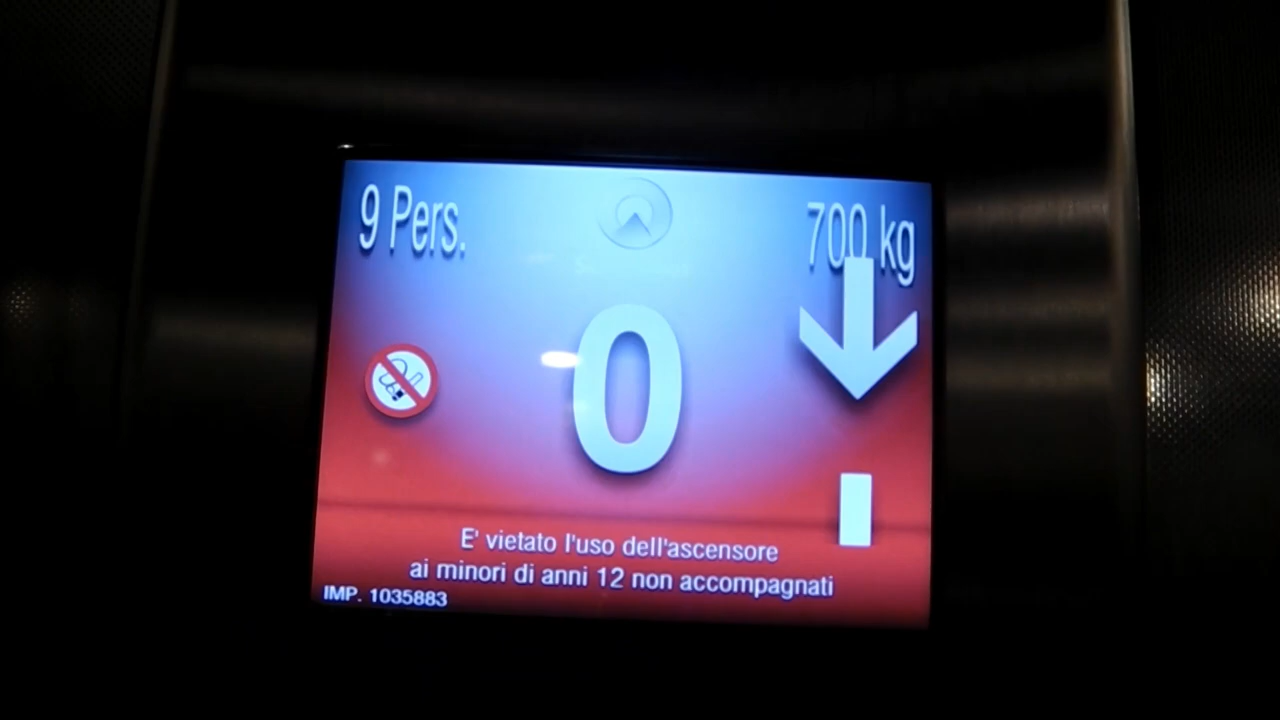 9 Pers.
700 kg
0
E' vietato l'uso dell'ascensore
ai minori di anni 12 non accompagnati
IMP. 1035883